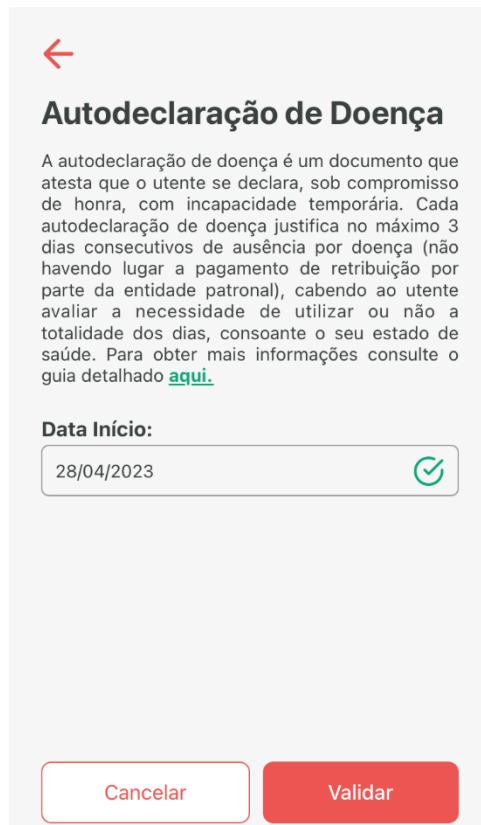 Autodeclaração de Doença
A autodeclaração de doença é um documento que
atesta que o utente se declara, sob compromisso
de honra, com incapacidade temporária. Cada
autodeclaração de doença justifica no máximo 3
dias consecutivos de ausência por doença (não
havendo lugar a pagamento de retribuição por
parte da entidade patronal), cabendo ao utente
avaliar a necessidade de utilizar ou não a
totalidade dos dias, consoante o seu estado de
saúde. Para obter mais informações consulte o
guia detalhado aqui.
Data Início:
28/04/2023
Cancelar
Validar